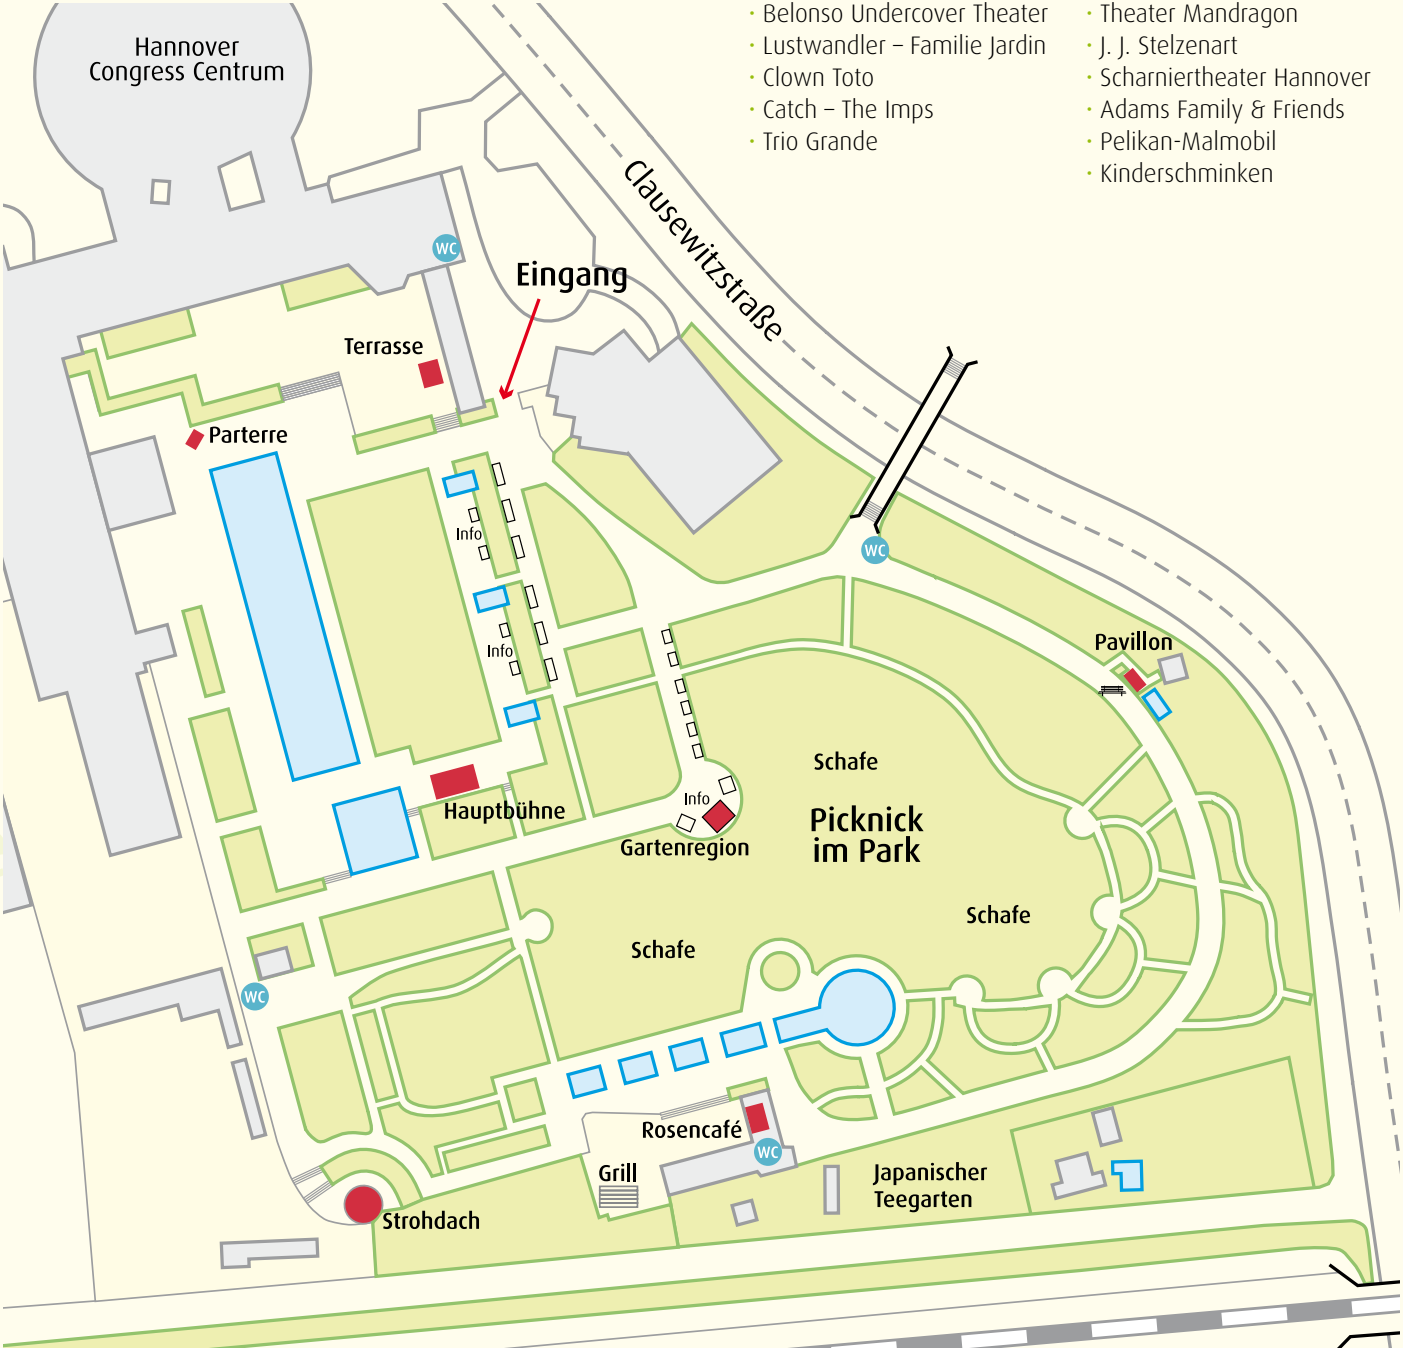 Hannover
Congress Centrum
· Belonso Undercover Theater
· Lustwandler – Familie Jardin
· Clown Toto
· Catch – The Imps
· Trio Grande
· Theater Mandragon
· J. J. Stelzenart
· Scharniertheater Hannover
· Adams Family & Friends
· Pelikan-Malmobil
· Kinderschminken
Clausewitzstraße
WC
Eingang
Terrasse
Parterre
Info
WC
Info
Pavillon
Schafe
Info
Hauptbühne
Picknick
im Park
Gartenregion
Schafe
Schafe
WC
Rosencafé
WC
Grill
Japanischer
Teegarten
Strohdach